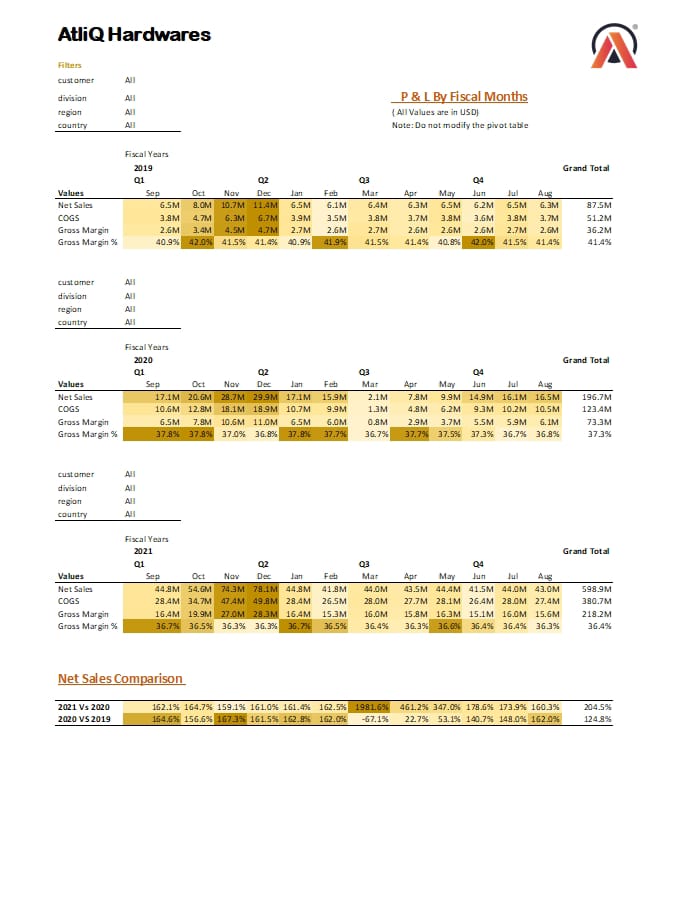 AtliQ Hardwares
Filters
customer All
division All
region All
country All
P & L By Fiscal Months
( All Values are in USD)
Note: Do not modify the pivot table
Fiscal Years
2019 Grand Total
Q1 Q2 Q3 Q4
Values Sep Oct Nov Dec Jan Feb Mar Apr May Jun Jul Aug
Net Sales 6.5M 8.0M 10.7M 11.4M 6.5M 6.1M 6.4M 6.3M 6.5M 6.2M 6.5M 6.3M 87.5M
COGS 3.8M 4.7M 6.3M 6.7M 3.9M 3.5M 3.8M 3.7M 3.8M 3.6M 3.8M 3.7M 51.2M
Gross Margin 2.6M 3.4M 4.5M 4.7M 2.7M 2.6M 2.7M 2.6M 2.6M 2.6M 2.7M 2.6M 36.2M
Gross Margin % 40.9% 42.0% 41.5% 41.4% 40.9% 41.9% 41.5% 41.4% 40.8% 42.0% 41.5% 41.4% 41.4%
customer All
division All
region All
country All
Fiscal Years
2020 Grand Total
Q1 Q2 Q3 Q4
Values Sep Oct Nov Dec Jan Feb Mar Apr May Jun Jul Aug
Net Sales 17.1M 20.6M 28.7M 29.9M 17.1M 15.9M 2.1M 7.8M 9.9M 14.9M 16.1M 16.5M 196.7M
COGS 10.6M 12.8M 18.1M 18.9M 10.7M 9.9M 1.3M 4.8M 6.2M 9.3M 10.2M 10.5M 123.4M
Gross Margin 6.5M 7.8M 10.6M 11.0M 6.5M 6.0M 0.8M 2.9M 3.7M 5.5M 5.9M 6.1M 73.3M
Gross Margin % 37.8% 37.8% 37.0% 36.8% 37.8% 37.7% 36.7% 37.7% 37.5% 37.3% 36.7% 36.8% 37.3%
customer All
division All
region All
country All
Fiscal Years
2021 Grand Total
Q1 Q2 Q3 Q4
Values Sep Oct Nov Dec Jan Feb Mar Apr May Jun Jul Aug
Net Sales 44.8M 54.6M 74.3M 78.1M 44.8M 41.8M 44.0M 43.5M 44.4M 41.5M 44.0M 43.0M 598.9M
COGS 28.4M 34.7M 47.4M 49.8M 28.4M 26.5M 28.0M 27.7M 28.1M 26.4M 28.0M 27.4M 380.7M
Gross Margin 16.4M 19.9M 27.0M 28.3M 16.4M 15.3M 16.0M 15.8M 16.3M 15.1M 16.0M 15.6M 218.2M
Gross Margin % 36.7% 36.5% 36.3% 36.3% 36.7% 36.5% 36.4% 36.3% 36.6% 36.4% 36.4% 36.3% 36.4%
Net Sales Comparison
2021 Vs 2020 162.1% 164.7% 159.1% 161.0% 161.4% 162.5% 1981.6% 461.2% 347.0% 178.6% 173.9% 160.3% 204.5%
2020 VS 2019 164.6% 156.6% 167.3% 161.5% 162.8% 162.0% -67.1% 22.7% 53.1% 140.7% 148.0% 162.0% 124.8%